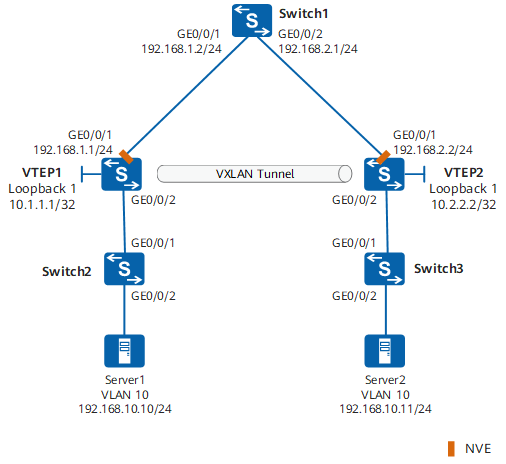 Switch1
GE0/0/1
GE0/0/2
192.168.1.2/24
192.168.2.1/24
GE0/0/1
192.168.1.1/24
GE0/0/1
192.168.2.2/24
VTEP1
Loopback 1
10.1.1.1/32
S
VXLAN Tunnel
VTEP2
Loopback 1
10.2.2.2/32
S
S
GE0/0/2
GE0/0/2
GE0/0/1
GE0/0/1
Switch2
S
S
Switch3
GE0/0/2
GE0/0/2
Server1
VLAN 10
192.168.10.10/24
Server2
VLAN 10
192.168.10.11/24
NVE